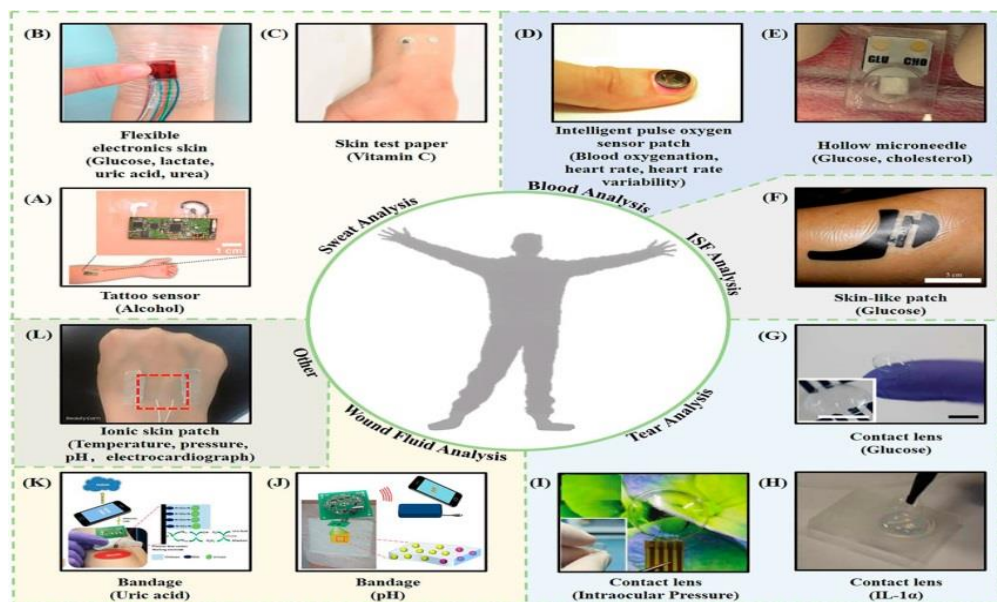 (B)
(C)
(D)
(E)
GLU CHO
Flexible
electronics skin
(Glucose, lactate,
uric acid, urea)
Skin test paper
(Vitamin C)
Intelligent pulse oxygen
sensor patch
(Blood oxygenation,
heart rate, heart rate
variability)
Hollow microneedle
(Glucose, cholesterol)
(A)
1 cm
Tattoo sensor
(Alcohol)
Sweat Analysis
Blood Analysis
ISF Analysis
(F)
5 cm
Skin-like patch
(Glucose)
(L)
Ionic skin patch
(Temperature, pressure,
pH, electrocardiograph)
Other
Wound Fluid Analysis
Tear Analysis
(G)
Contact lens
(Glucose)
(K)
Bandage
(Uric acid)
(J)
Bandage
(pH)
(I)
Contact lens
(Intraocular Pressure)
(H)
Contact lens
(IL-1α)